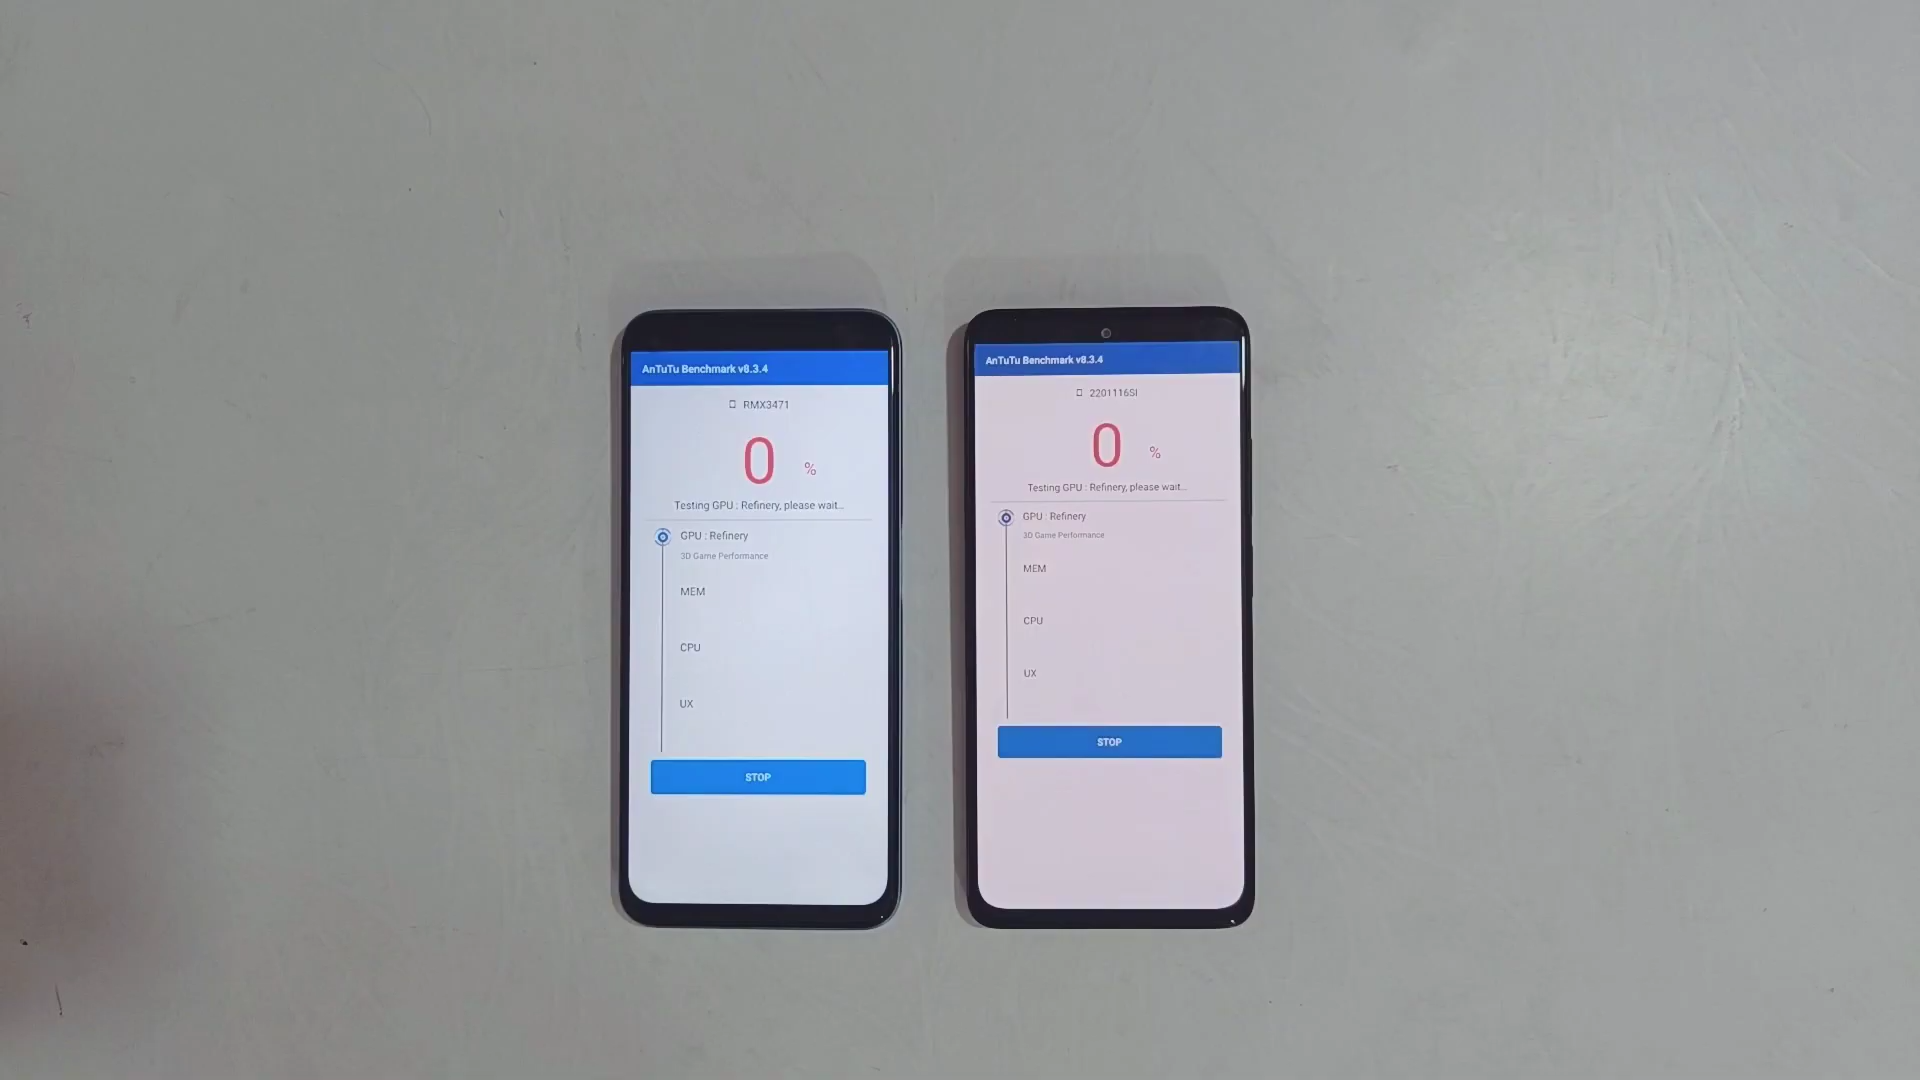 AnTuTu Benchmark v8.3.4
RMX3471
0 %
Testing GPU : Refinery, please wait...
GPU : Refinery
3D Game Performance
MEM
CPU
UX
STOP
AnTuTu Benchmark v8.3.4
2201116SI
0 %
Testing GPU : Refinery, please wait...
GPU : Refinery
3D Game Performance
MEM
CPU
UX
STOP